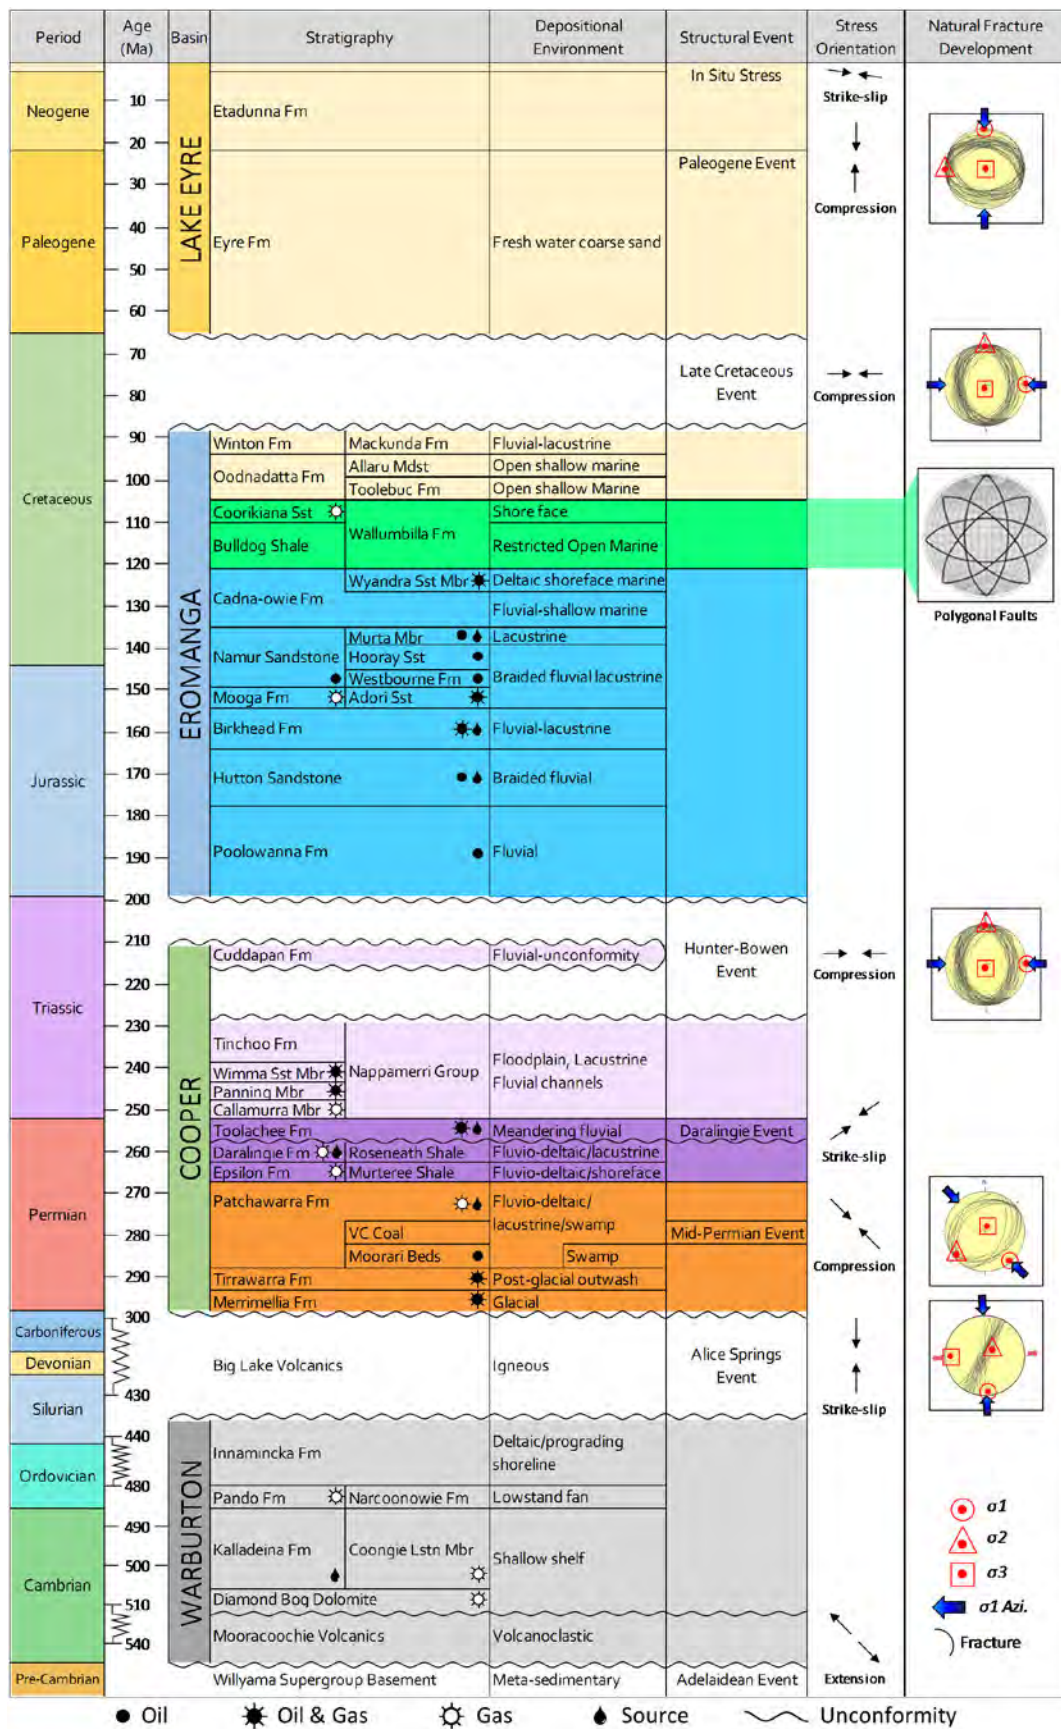 Period
Age
(Ma)
Basin
Stratigraphy
Depositional
Environment
Structural Event
Stress
Orientation
Natural Fracture
Development
Neogene
Paleogene
Cretaceous
Jurassic
Triassic
Permian
Carboniferous
Devonian
Silurian
Ordovician
Cambrian
Pre-Cambrian
10
20
30
40
50
60
70
80
90
100
110
120
130
140
150
160
170
180
190
200
210
220
230
240
250
260
270
280
290
300
430
440
480
490
500
510
540
LAKE EYRE
EROMANGA
COOPER
WARBURTON
Etadunna Fm
Eyre Fm
Fresh water coarse sand
Winton Fm
Mackunda Fm
Fluvial-lacustrine
Oodnadatta Fm
Allaru Mdst
Open shallow marine
Toolebuc Fm
Open shallow Marine
Coorikiana Sst
Wallumbilla Fm
Shore face
Bulldog Shale
Restricted Open Marine
Cadna-owie Fm
Wyandra Sst Mbr
Deltaic shoreface marine
Fluvial-shallow marine
Namur Sandstone
Murta Mbr
Lacustrine
Hooray Sst
Westbourne Fm
Braided fluvial lacustrine
Mooga Fm
Adori Sst
Birkhead Fm
Fluvial-lacustrine
Hutton Sandstone
Braided fluvial
Poolowanna Fm
Fluvial
Cuddapan Fm
Fluvial-unconformity
Tinchoo Fm
Wimma Sst Mbr
Panning Mbr
Callamurra Mbr
Nappamerri Group
Floodplain, Lacustrine
Fluvial channels
Toolachee Fm
Meandering fluvial
Daralingie Fm
Roseneath Shale
Fluvio-deltaic/lacustrine
Epsilon Fm
Murteree Shale
Fluvio-deltaic/shoreface
Patchawarra Fm
Fluvio-deltaic/
lacustrine/swamp
VC Coal
Moorari Beds
Swamp
Tirrawarra Fm
Post-glacial outwash
Merrimellia Fm
Glacial
Big Lake Volcanics
Igneous
Innamincka Fm
Deltaic/prograding
shoreline
Pando Fm
Narcoonowie Fm
Lowstand fan
Kalladeina Fm
Coongie Lstn Mbr
Shallow shelf
Diamond Bog Dolomite
Mooracoochie Volcanics
Volcanoclastic
Willyama Supergroup Basement
Meta-sedimentary
In Situ Stress
Paleogene Event
Late Cretaceous
Event
Hunter-Bowen
Event
Daralingie Event
Mid-Permian Event
Alice Springs
Event
Adelaidean Event
Strike-slip
Compression
Compression
Compression
Strike-slip
Compression
Strike-slip
Extension
Polygonal Faults
σ1
σ2
σ3
σ1 Azi.
Fracture
Oil
Oil & Gas
Gas
Source
Unconformity